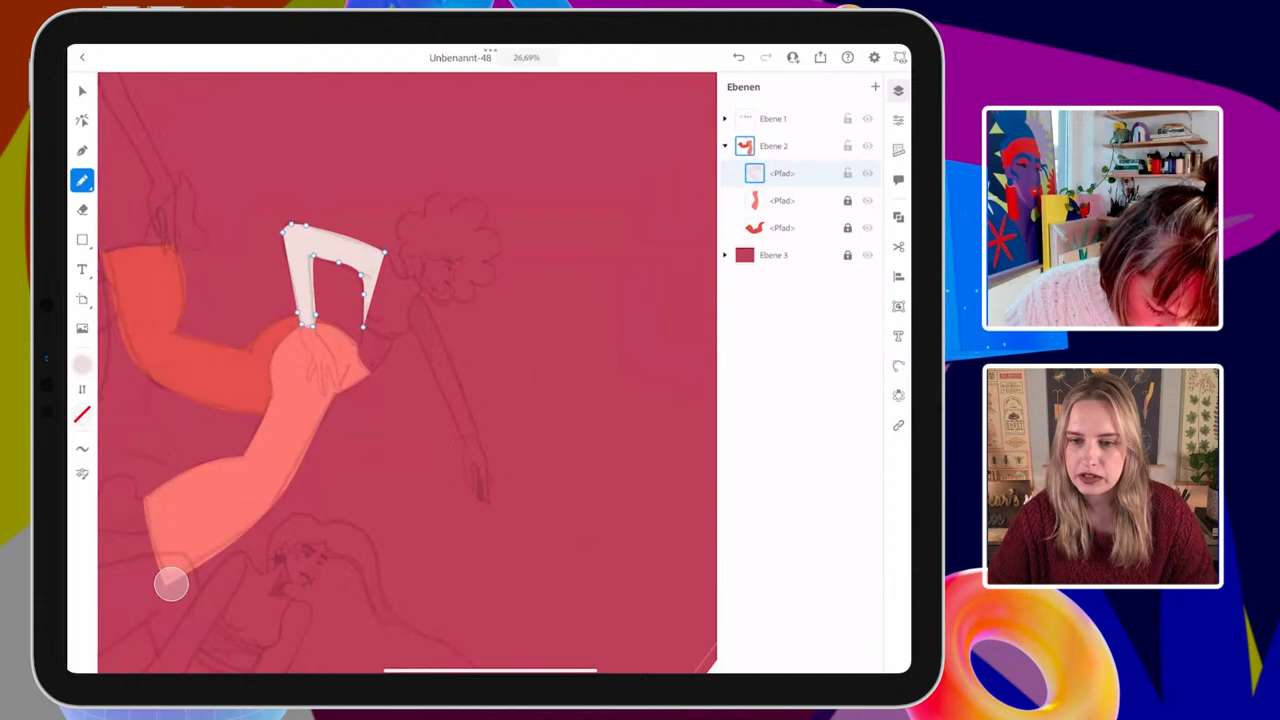 Unbenannt-48
26,69%
Ebenen
Ebene 1
Ebene 2
<Pfad>
<Pfad>
<Pfad>
Ebene 3